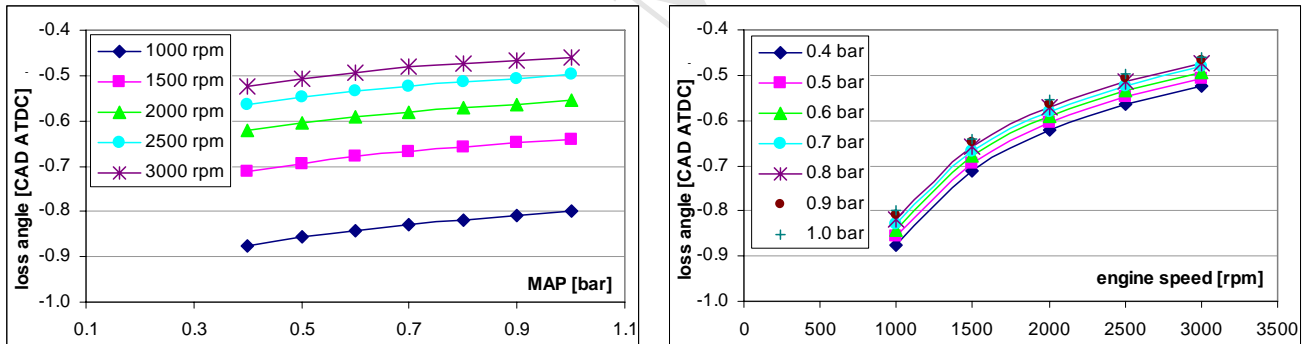 -0.4
-0.5
-0.6
-0.7
-0.8
-0.9
-1.0
loss angle [CAD ATDC]
1000 rpm
1500 rpm
2000 rpm
2500 rpm
3000 rpm
MAP [bar]
0.1 0.3 0.5 0.7 0.9 1.1
-0.4
-0.5
-0.6
-0.7
-0.8
-0.9
-1.0
loss angle [CAD ATDC]
0.4 bar
0.5 bar
0.6 bar
0.7 bar
0.8 bar
0.9 bar
1.0 bar
engine speed [rpm]
0 500 1000 1500 2000 2500 3000 3500